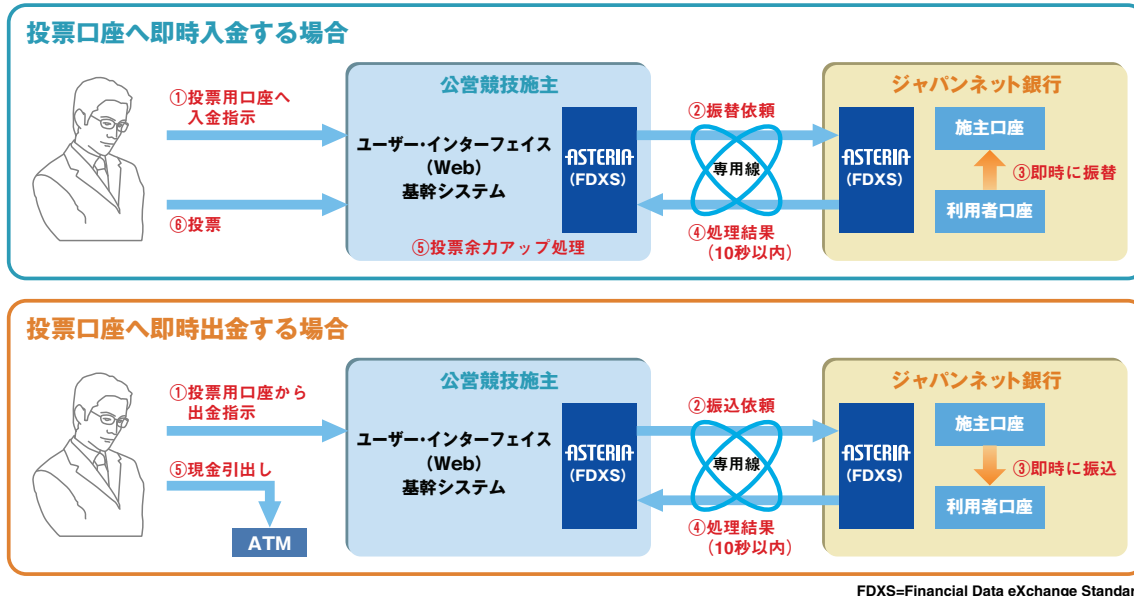 投票口座へ即時入金する場合
①投票用口座へ
入金指示
⑥投票
公営競技施主
ユーザー・インターフェイス
(Web)
基幹システム
ASTERIA
(FDXS)
⑤投票余力アップ処理
②振替依頼
専用線
④処理結果
(10秒以内)
ジャパンネット銀行
ASTERIA
(FDXS)
施主口座
③即時に振替
利用者口座
投票口座へ即時出金する場合
①投票用口座から
出金指示
⑤現金引出し
ATM
公営競技施主
ユーザー・インターフェイス
(Web)
基幹システム
ASTERIA
(FDXS)
②振込依頼
専用線
④処理結果
(10秒以内)
ジャパンネット銀行
ASTERIA
(FDXS)
施主口座
③即時に振込
利用者口座
FDXS=Financial Data eXchange Standar